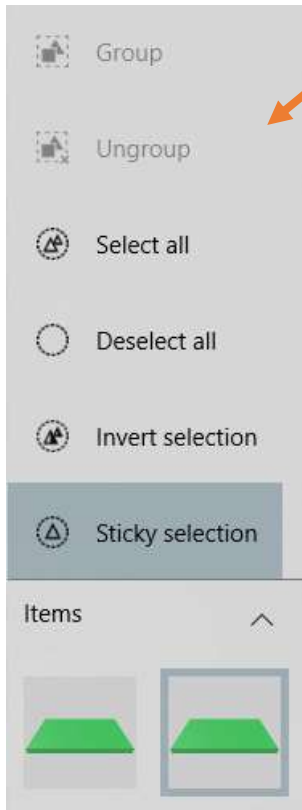 Group
Ungroup
Select all
Deselect all
Invert selection
Sticky selection
Items